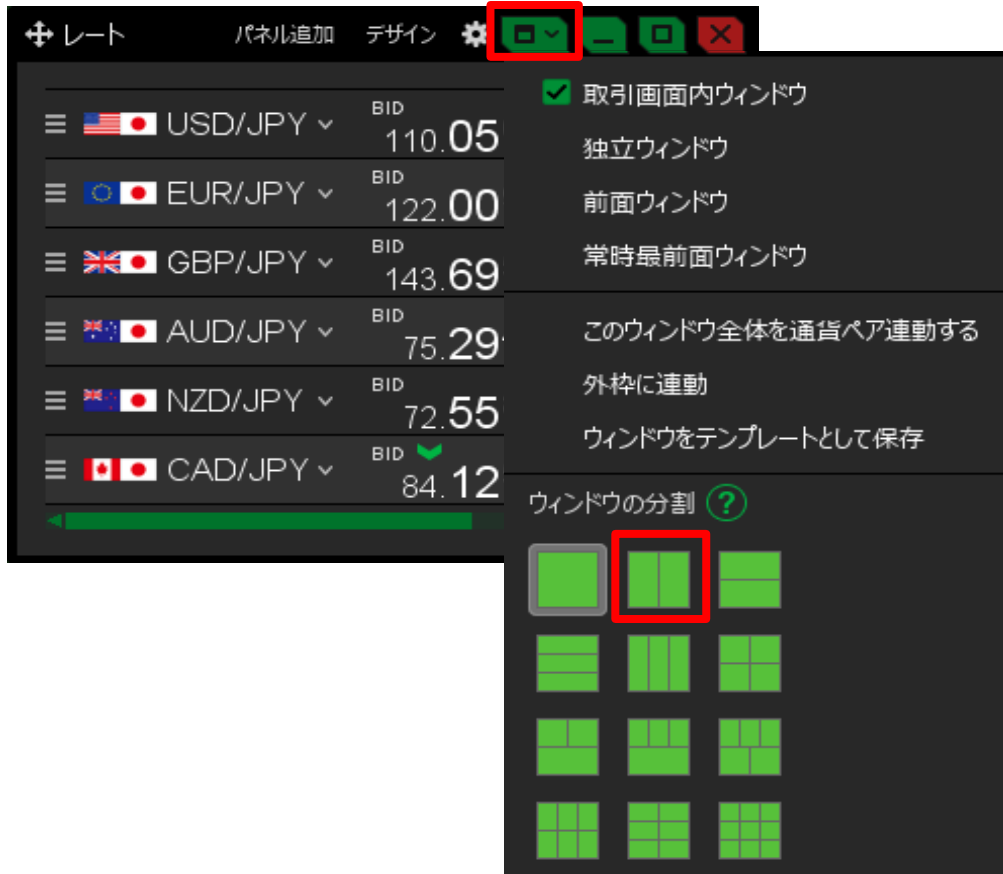 レート パネル追加 デザイン
USD/JPY BID 110.05
EUR/JPY BID 122.00
GBP/JPY BID 143.69
AUD/JPY BID 75.29
NZD/JPY BID 72.55
CAD/JPY BID 84.12
取引画面内ウィンドウ
独立ウィンドウ
前面ウィンドウ
常時最前面ウィンドウ
このウィンドウ全体を通貨ペア連動する
外枠に連動
ウィンドウをテンプレートとして保存
ウィンドウの分割 ?